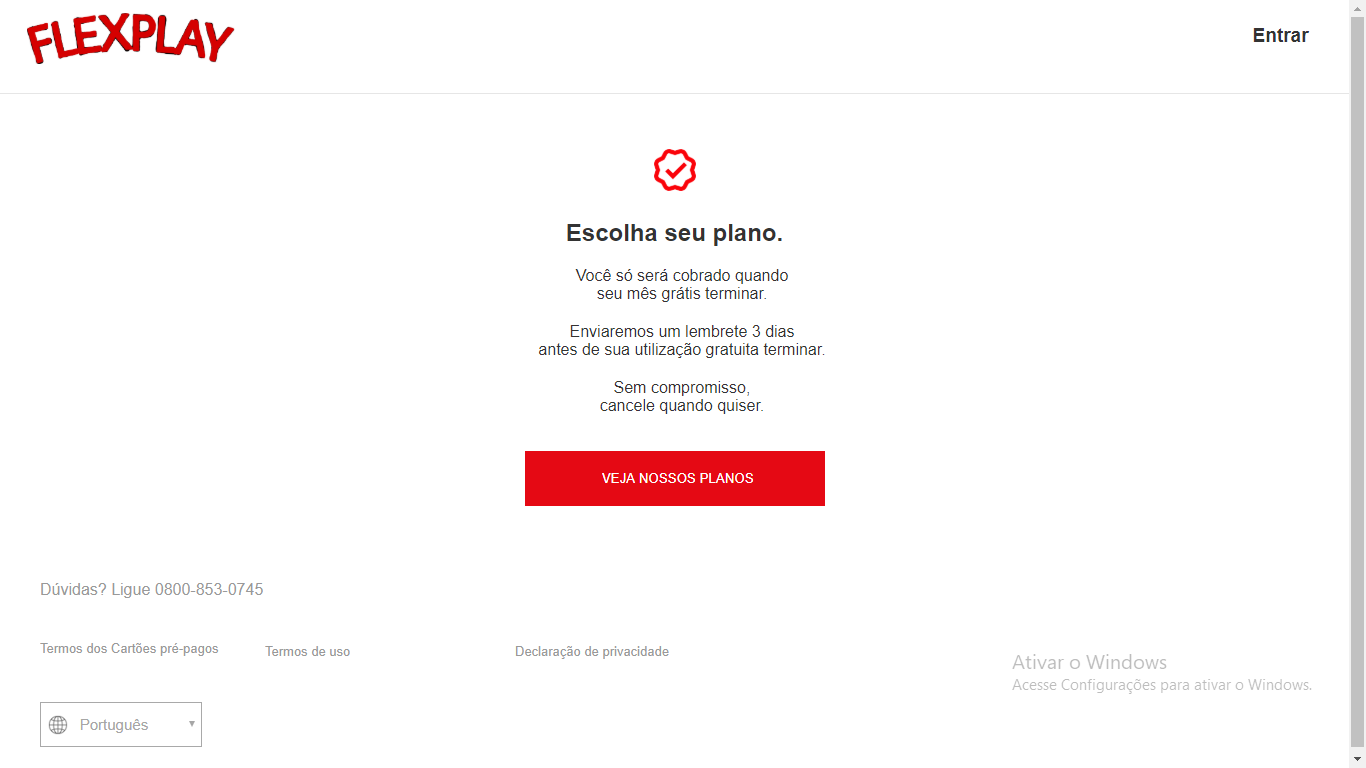 FLEXPLAY
Entrar
Escolha seu plano.
Você só será cobrado quando
seu mês grátis terminar.
Enviaremos um lembrete 3 dias
antes de sua utilização gratuita terminar.
Sem compromisso,
cancele quando quiser.
VEJA NOSSOS PLANOS
Dúvidas? Ligue 0800-853-0745
Termos dos Cartões pré-pagos
Termos de uso
Declaração de privacidade
Ativar o Windows
Acesse Configurações para ativar o Windows.
Português